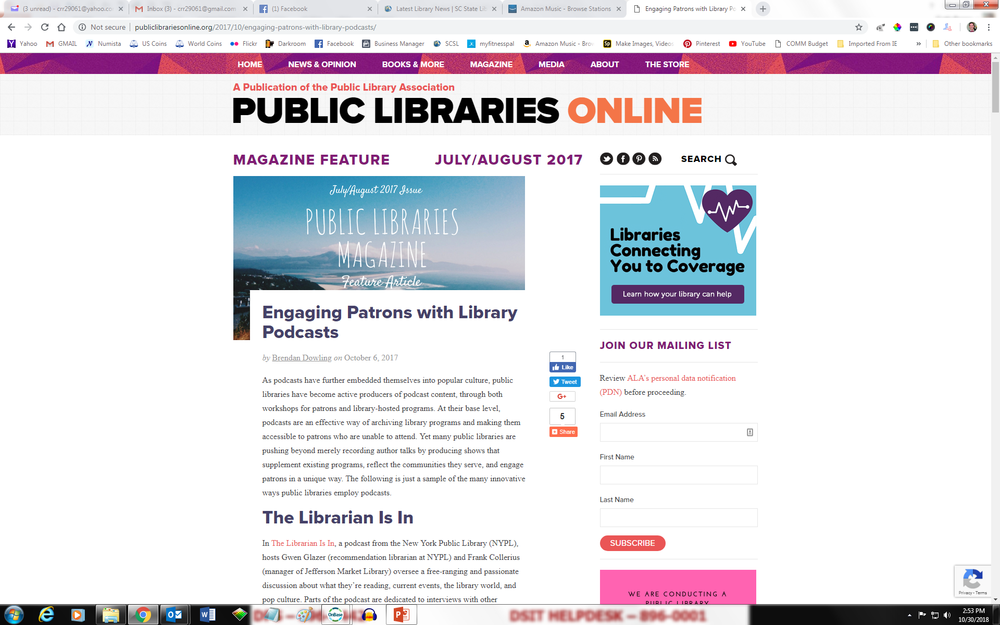 (3 unread) - crr29061@yahoo.co
Inbox (3) - crr29061@gmail.com
(1) Facebook
Latest Library News | SC State Lib
Amazon Music - Browse Stations
Engaging Patrons with Library Po
Not secure | publiclibrariesonline.org/2017/10/engaging-patrons-with-library-podcasts/
Yahoo GMAIL Numista US Coins World Coins Flickr Darkroom Facebook Business Manager SCSL myfitnesspal Amazon Music - Brow Make Images, Videos Pinterest YouTube COMM Budget Imported From IE » Other bookmarks
HOME NEWS & OPINION BOOKS & MORE MAGAZINE MEDIA ABOUT THE STORE
A Publication of the Public Library Association
PUBLIC LIBRARIES ONLINE
MAGAZINE FEATURE JULY/AUGUST 2017
SEARCH
July/August 2017 Issue
PUBLIC LIBRARIES
MAGAZINE
Feature Article
Engaging Patrons with Library
Podcasts
by Brendan Dowling on October 6, 2017
1
Like
Tweet
G+
5
Share
As podcasts have further embedded themselves into popular culture, public
libraries have become active producers of podcast content, through both
workshops for patrons and library-hosted programs. At their base level,
podcasts are an effective way of archiving library programs and making them
accessible to patrons who are unable to attend. Yet many public libraries are
pushing beyond merely recording author talks by producing shows that
supplement existing programs, reflect the communities they serve, and engage
patrons in a unique way. The following is just a sample of the many innovative
ways public libraries employ podcasts.
The Librarian Is In
In The Librarian Is In, a podcast from the New York Public Library (NYPL),
hosts Gwen Glazer (recommendation librarian at NYPL) and Frank Collerius
(manager of Jefferson Market Library) oversee a free-ranging and passionate
discussion about what they're reading, current events, the library world, and
pop culture. Parts of the podcast are dedicated to interviews with other
Libraries
Connecting
You to Coverage
Learn how your library can help
JOIN OUR MAILING LIST
Review ALA's personal data notification
(PDN) before proceeding.
Email Address
First Name
Last Name
SUBSCRIBE
WE ARE CONDUCTING A
PUBLIC LIBRARY
Privacy - Terms
OnBase
DSIT HELPDESK – 896-0001
2:53 PM
10/30/2018